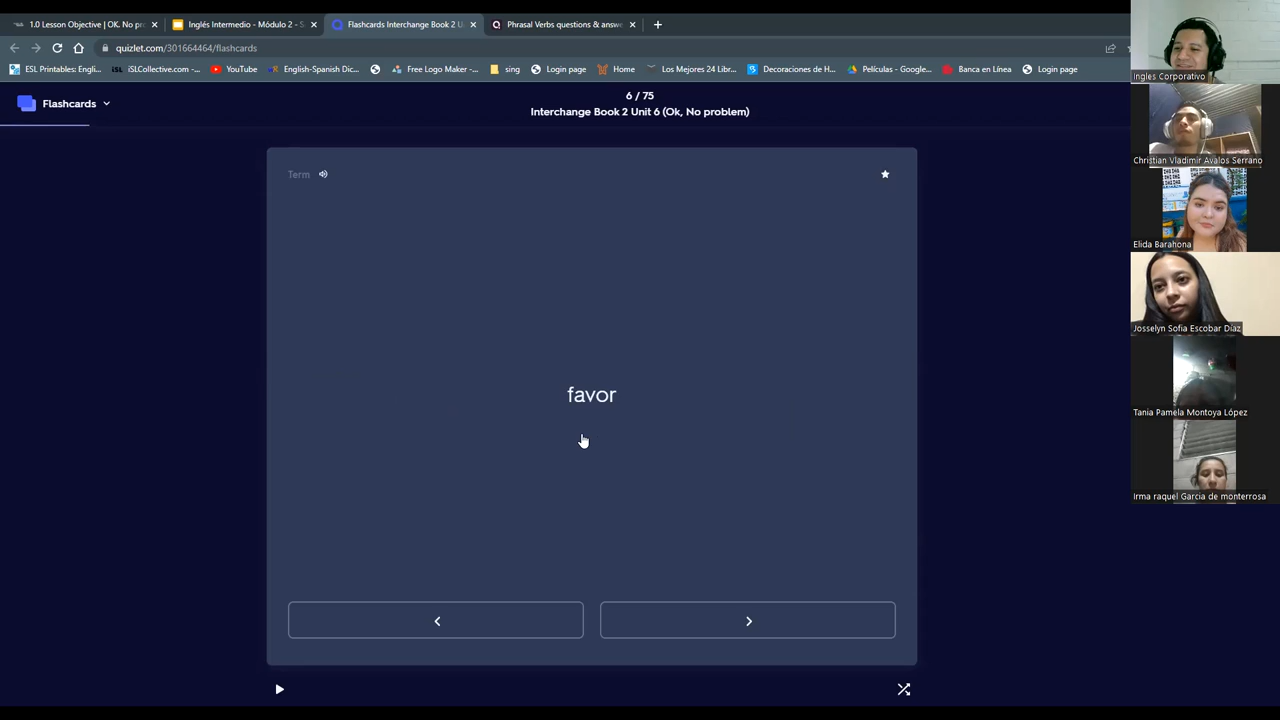 1.0 Lesson Objective | OK. No pr
Inglés Intermedio - Módulo 2 - S
Flashcards Interchange Book 2 U
Phrasal Verbs questions & answe
quizlet.com/301664464/flashcards
ESL Printables: Engli...
iSLCollective.com -...
YouTube
English-Spanish Dic...
Free Logo Maker -...
sing
Login page
Home
Los Mejores 24 Libr...
Decoraciones de H...
Películas - Google...
Banca en Línea
Login page
Flashcards
6 / 75
Interchange Book 2 Unit 6 (Ok, No problem)
Term
favor
Ingles Corporativo
Christian Vladimir Avalos Serrano
Elida Barahona
Josselyn Sofia Escobar Diaz
Tania Pamela Montoya López
Irma raquel Garcia de monterrosa